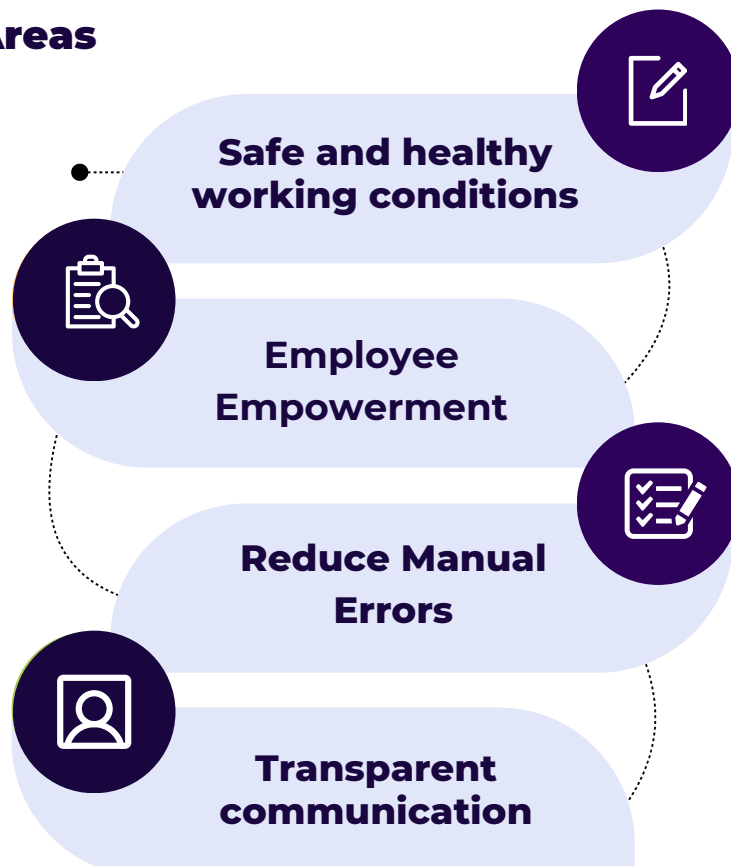 Areas
Safe and healthy
working conditions
Employee
Empowerment
Reduce Manual
Errors
Transparent
communication